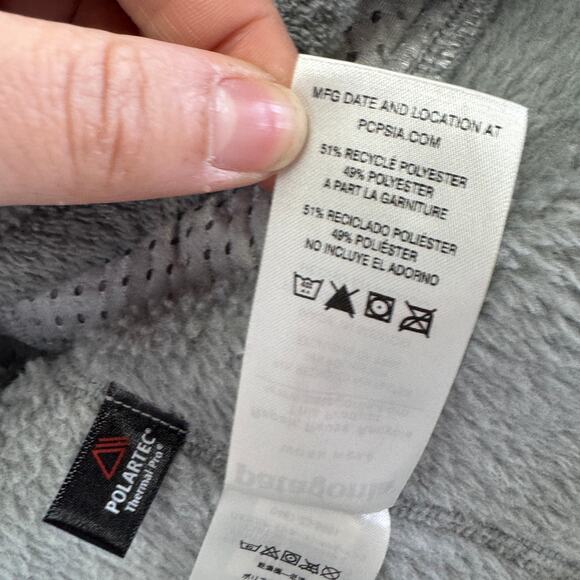 MFG DATE AND LOCATION AT
PCPSIA.COM
51% RECYCLÉ POLYESTER
49% POLYESTER
A PART LA GARNITURE
51% RECICLADO POLIÉSTER
49% POLIÉSTER
NO INCLUYE EL ADORNO
patagonia
POLARTEC®
Thermal Pro®